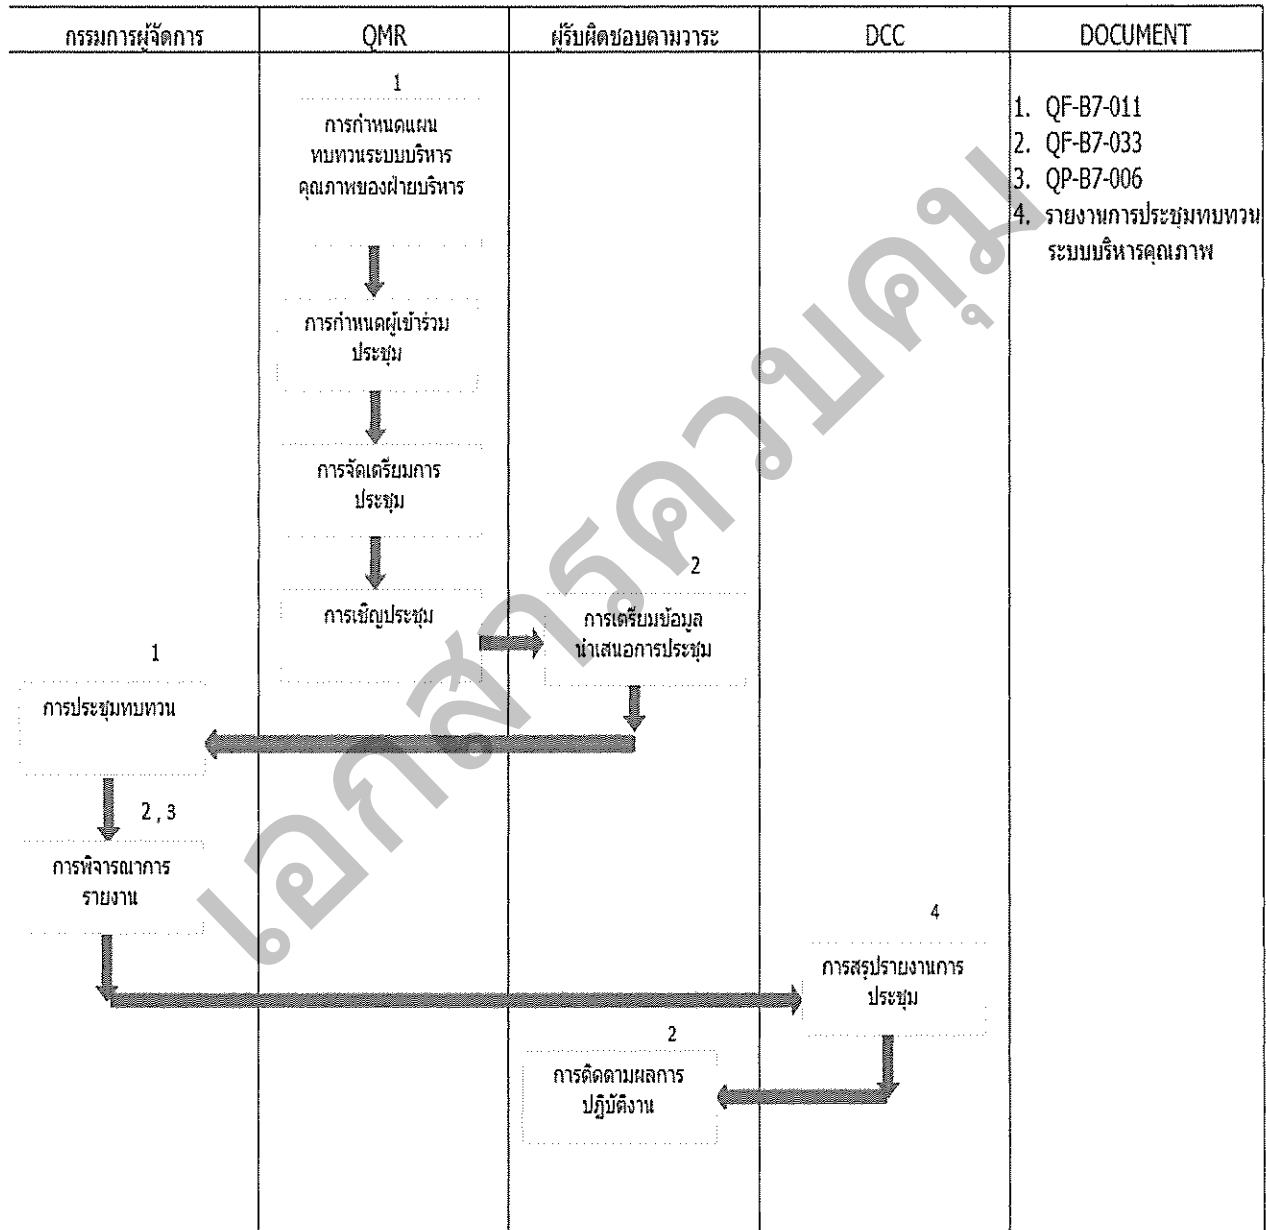 กรรมการผู้จัดการ
QMR
ผู้รับผิดชอบตามวาระ
DCC
DOCUMENT
1
การกำหนดแผน
ทบทวนระบบบริหาร
คุณภาพของฝ่ายบริหาร
1. QF-B7-011
2. QF-B7-033
3. QP-B7-006
4. รายงานการประชุมทบทวน
ระบบบริหารคุณภาพ
การกำหนดผู้เข้าร่วม
ประชุม
การจัดเตรียมการ
ประชุม
การเชิญประชุม
2
การเตรียมข้อมูล
นำเสนอการประชุม
1
การประชุมทบทวน
2 , 3
การพิจารณาการ
รายงาน
4
การสรุปรายงานการ
ประชุม
2
การติดตามผลการ
ปฏิบัติงาน
เอกสารควบคุม